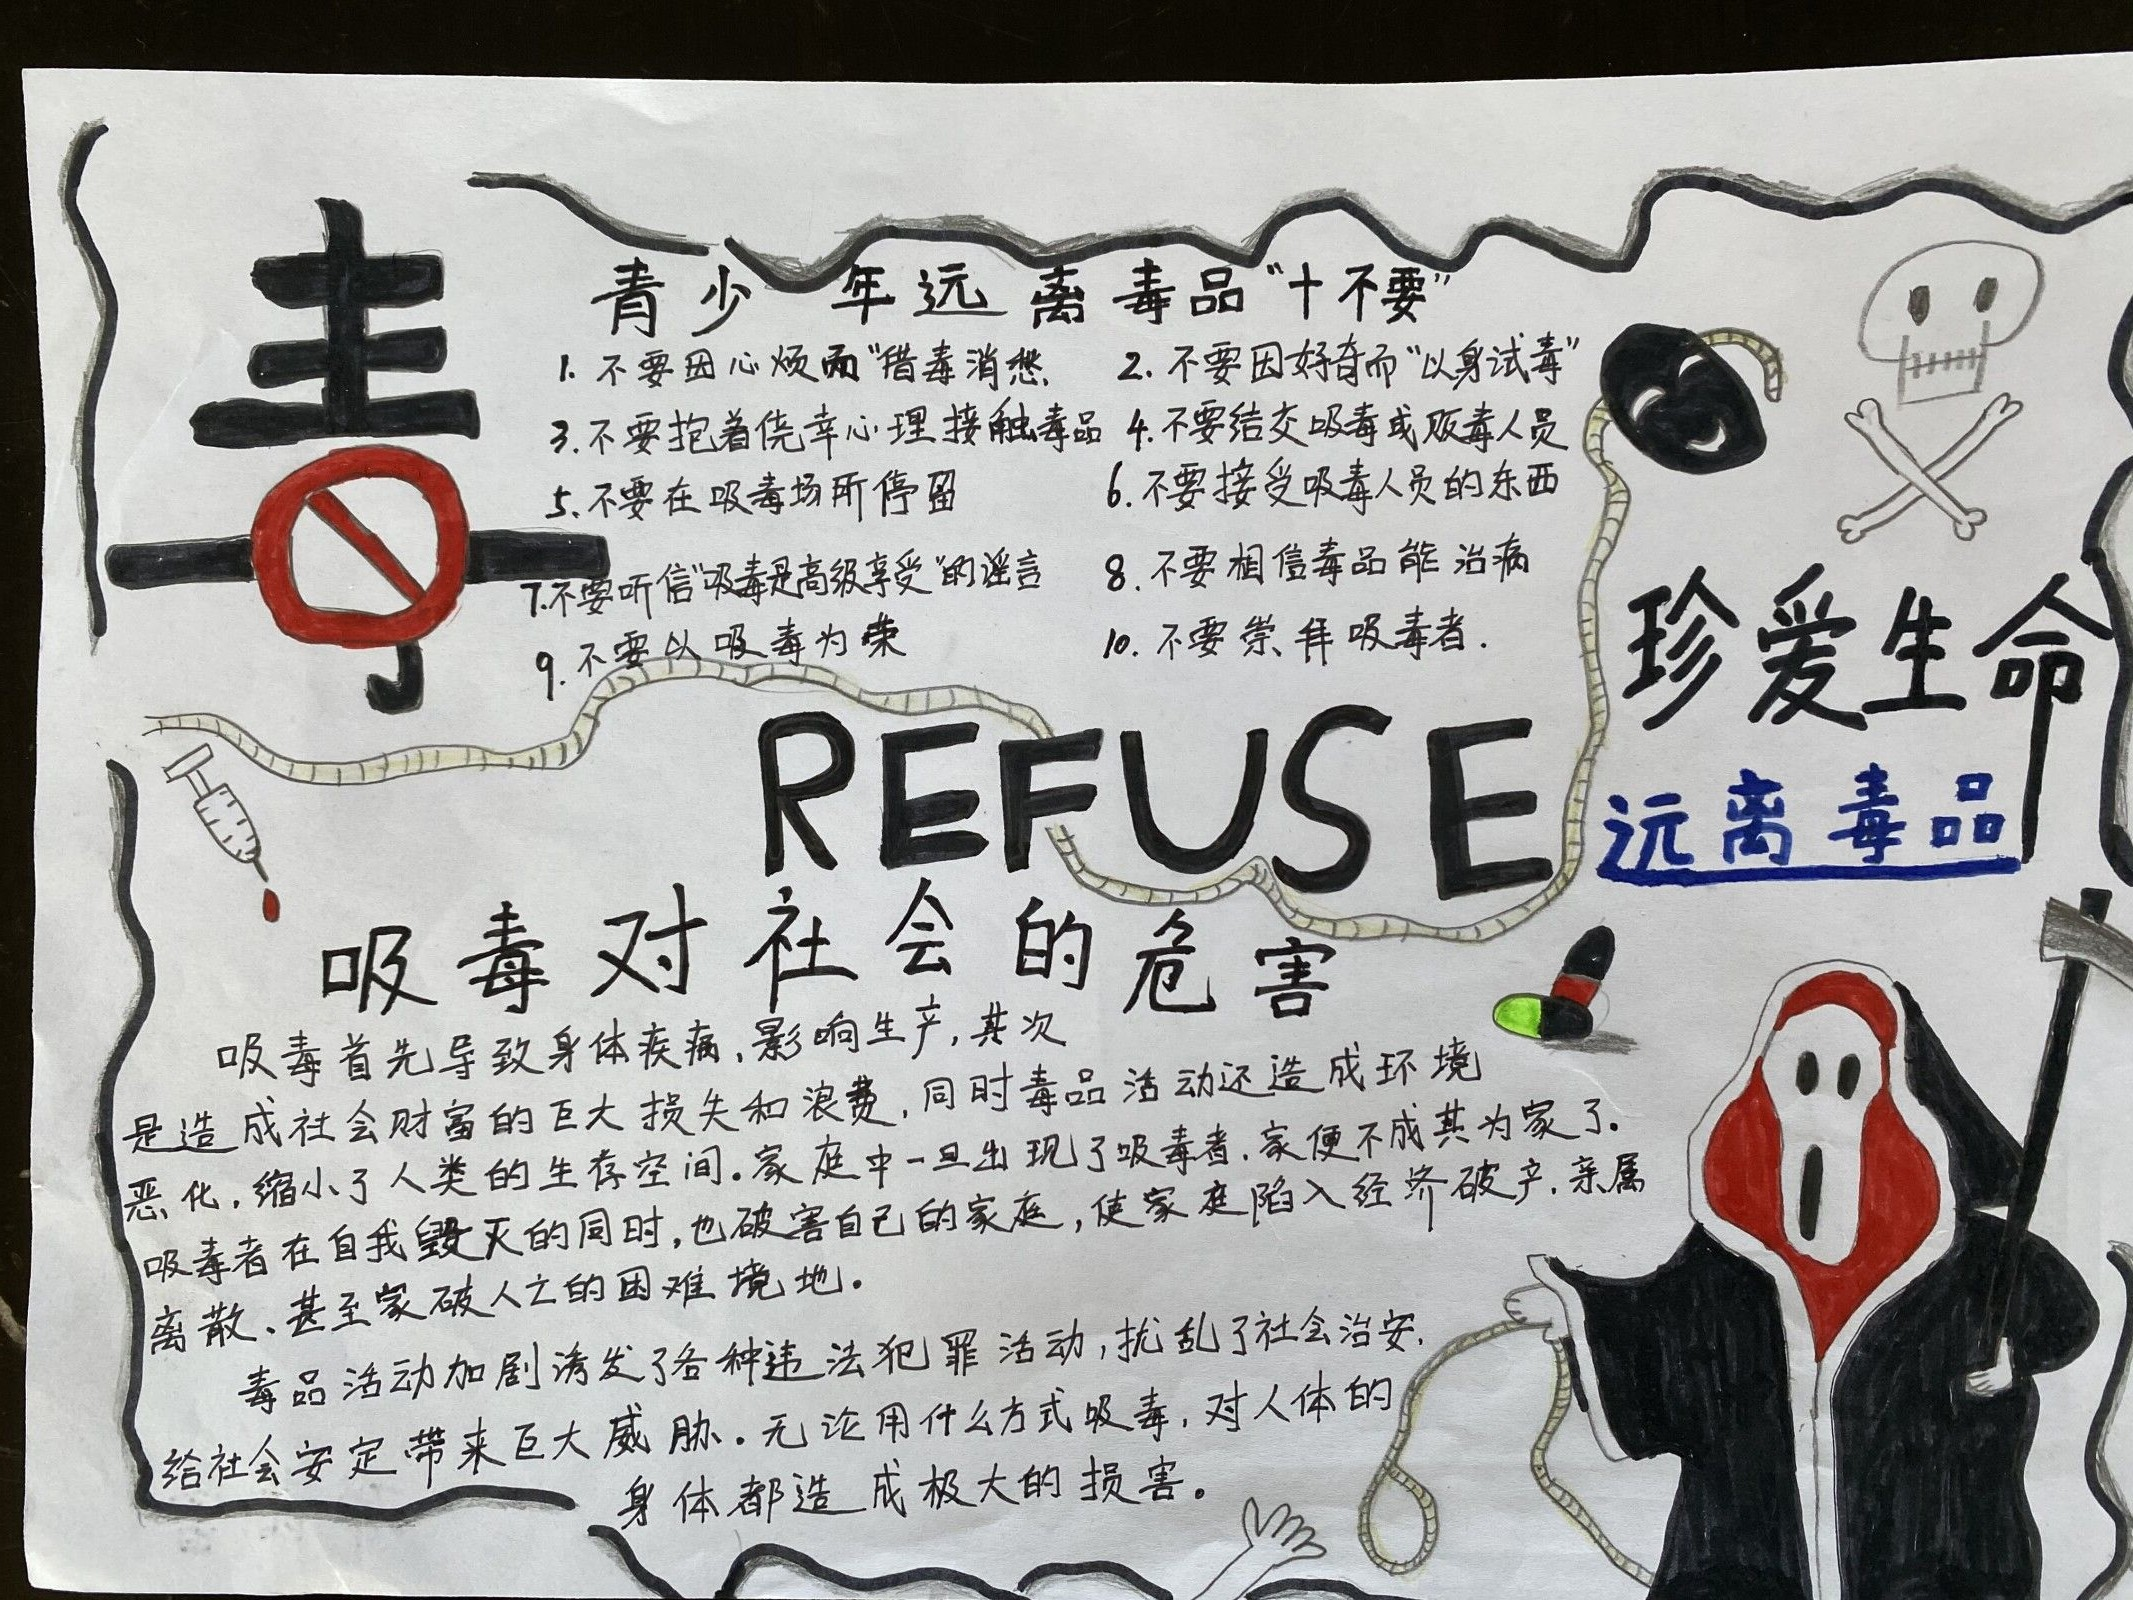 毒
青少年远离毒品“十不要”
1. 不要因心烦而“借毒消愁、
2. 不要因好奇而“以身试毒”
3. 不要抱着侥幸心理接触毒品
4. 不要结交吸毒或贩毒人员
5. 不要在吸毒场所停留
6. 不要接受吸毒人员的东西
7. 不要听信“吸毒是高级享受”的谣言
8. 不要相信毒品能治病
9. 不要以吸毒为荣
10. 不要崇拜吸毒者.
珍爱生命
远离毒品
REFUSE
吸毒对社会的危害
吸毒首先导致身体疾病,影响生产,其次
是造成社会财富的巨大损失和浪费,同时毒品活动还造成环境
恶化,缩小了人类的生存空间.家庭中一旦出现了吸毒者.家便不成其为家了.
吸毒者在自我毁灭的同时,也破害自己的家庭,使家庭陷入经济破产.亲属
离散、甚至家破人亡的困难境地。
毒品活动加剧诱发了各种违法犯罪活动,扰乱了社会治安.
给社会安定带来巨大威胁.无论用什么方式吸毒,对人体的
身体都造成极大的损害。